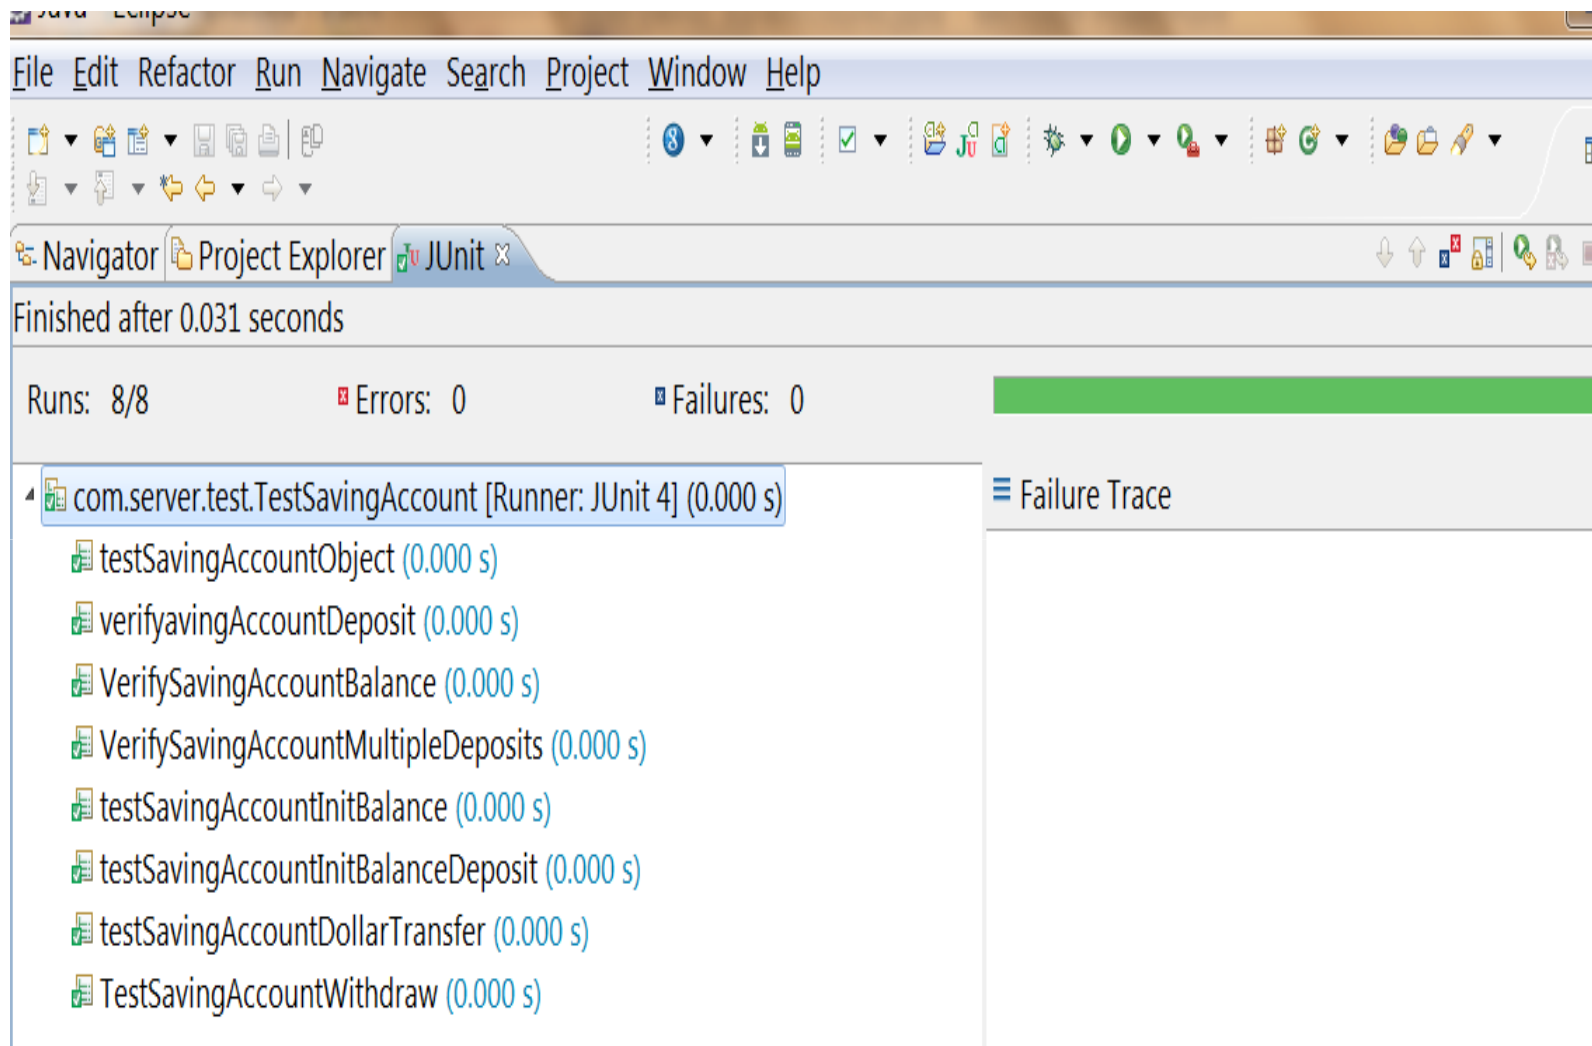 Java - Eclipse
File Edit Refactor Run Navigate Search Project Window Help
Navigator Project Explorer JUnit
Finished after 0.031 seconds
Runs: 8/8 Errors: 0 Failures: 0
com.server.test.TestSavingAccount [Runner: JUnit 4] (0.000 s)
Failure Trace
testSavingAccountObject (0.000 s)
verifyavingAccountDeposit (0.000 s)
VerifySavingAccountBalance (0.000 s)
VerifySavingAccountMultipleDeposits (0.000 s)
testSavingAccountInitBalance (0.000 s)
testSavingAccountInitBalanceDeposit (0.000 s)
testSavingAccountDollarTransfer (0.000 s)
TestSavingAccountWithdraw (0.000 s)